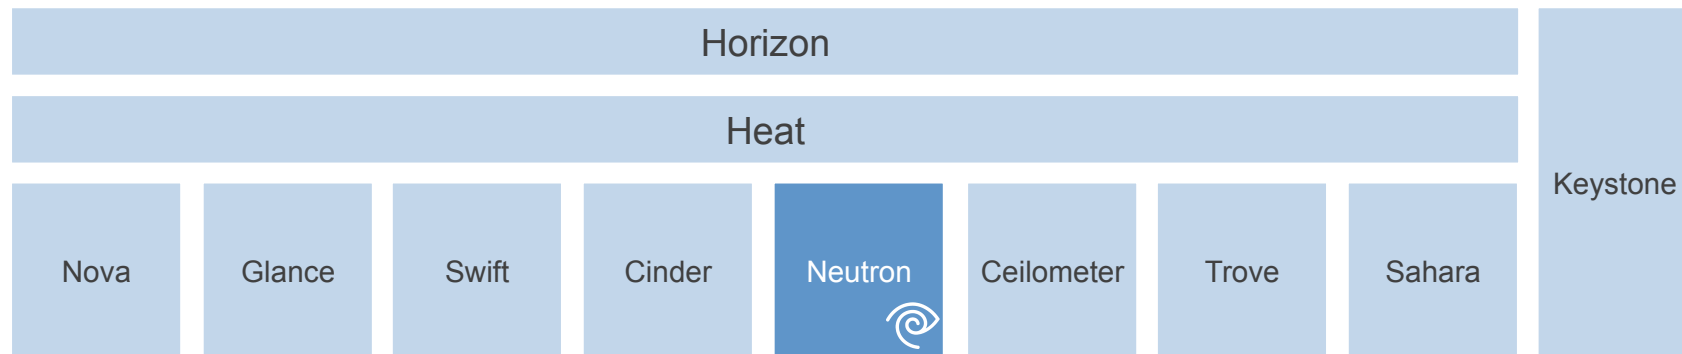 Horizon
Heat
Keystone
Nova
Glance
Swift
Cinder
Neutron
Ceilometer
Trove
Sahara